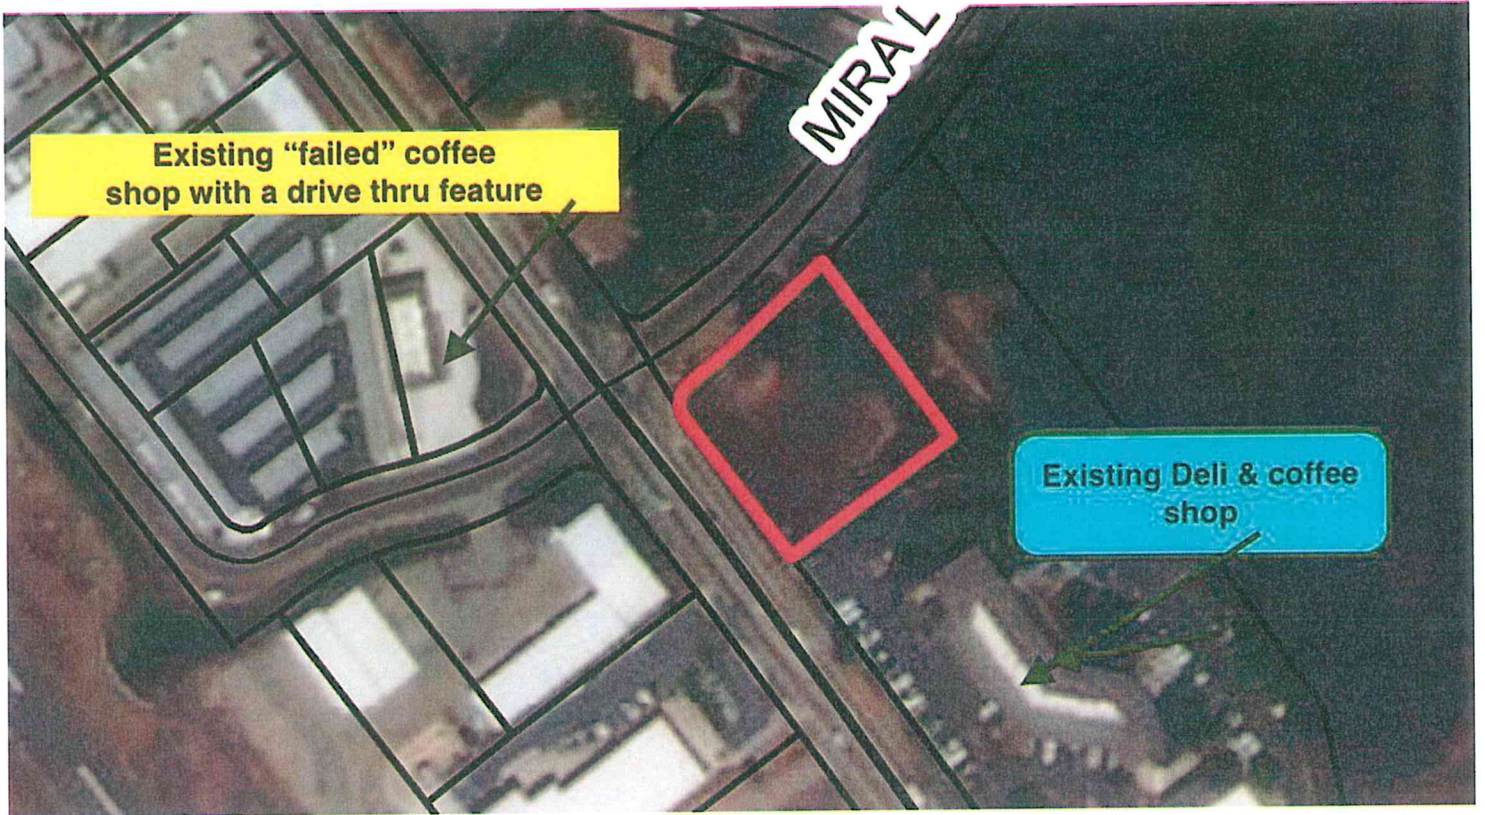 MIRA L
Existing “failed” coffee
shop with a drive thru feature
Existing Deli & coffee
shop